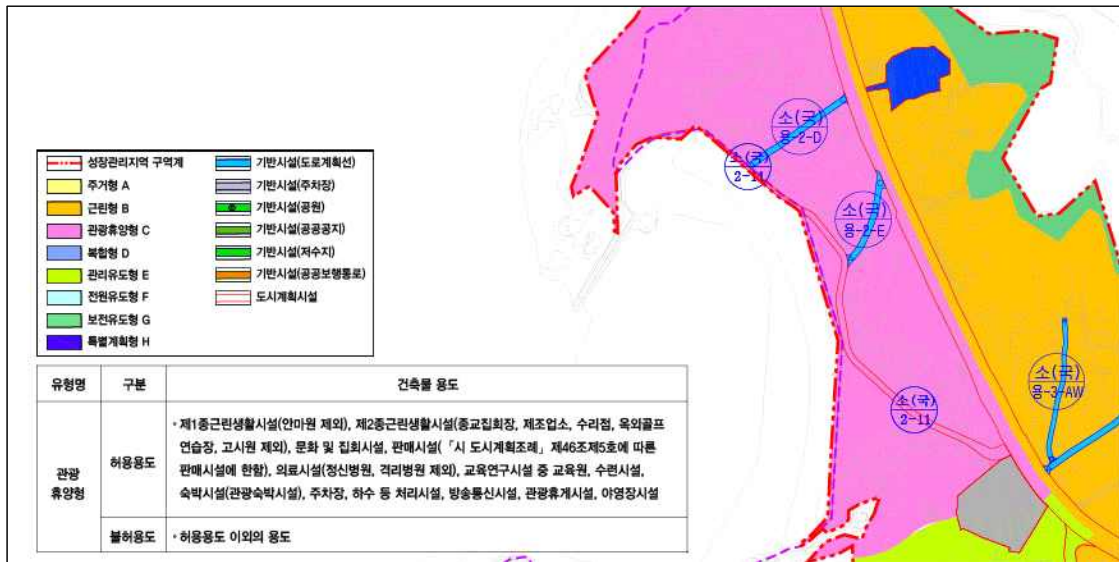 소(국)
용-2-D
소(국)
2-11
소(국)
용-2-E
소(국)
용-3-AW
소(국)
2-11
성장관리지역 구역계
기반시설(도로계획선)
주거형 A
기반시설(주차장)
근린형 B
기반시설(공원)
관광휴양형 C
기반시설(공공공지)
복합형 D
기반시설(저수지)
관리유도형 E
기반시설(공공보행통로)
전원유도형 F
도시계획시설
보전유도형 G
특별계획형 H
유형명 구분 건축물 용도
관광
휴양형
허용용도
· 제1종근린생활시설(안마원 제외), 제2종근린생활시설(종교집회장, 제조업소, 수리점, 옥외골프
연습장, 고시원 제외), 문화 및 집회시설, 판매시설(「시 도시계획조례」 제46조제5호에 따른
판매시설에 한함), 의료시설(정신병원, 격리병원 제외), 교육연구시설 중 교육원, 수련시설,
숙박시설(관광숙박시설), 주차장, 하수 등 처리시설, 방송통신시설, 관광휴게시설, 야영장시설
불허용도 · 허용용도 이외의 용도